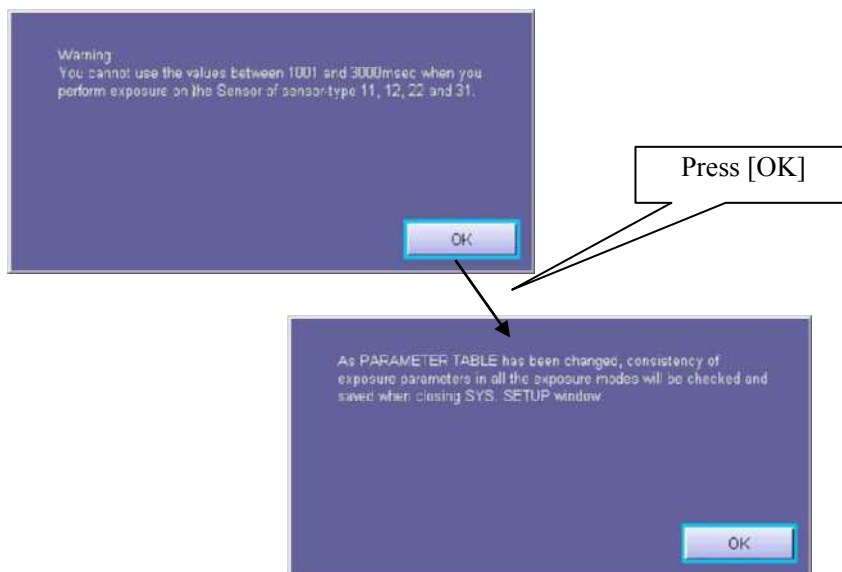 Warning
You cannot use the values between 1001 and 3000msec when you
perform exposure on the Sensor of sensor-type 11, 12, 22 and 31.
OK
Press [OK]
As PARAMETER TABLE has been changed, consistency of
exposure parameters in all the exposure modes will be checked and
saved when closing SYS. SETUP window.
OK